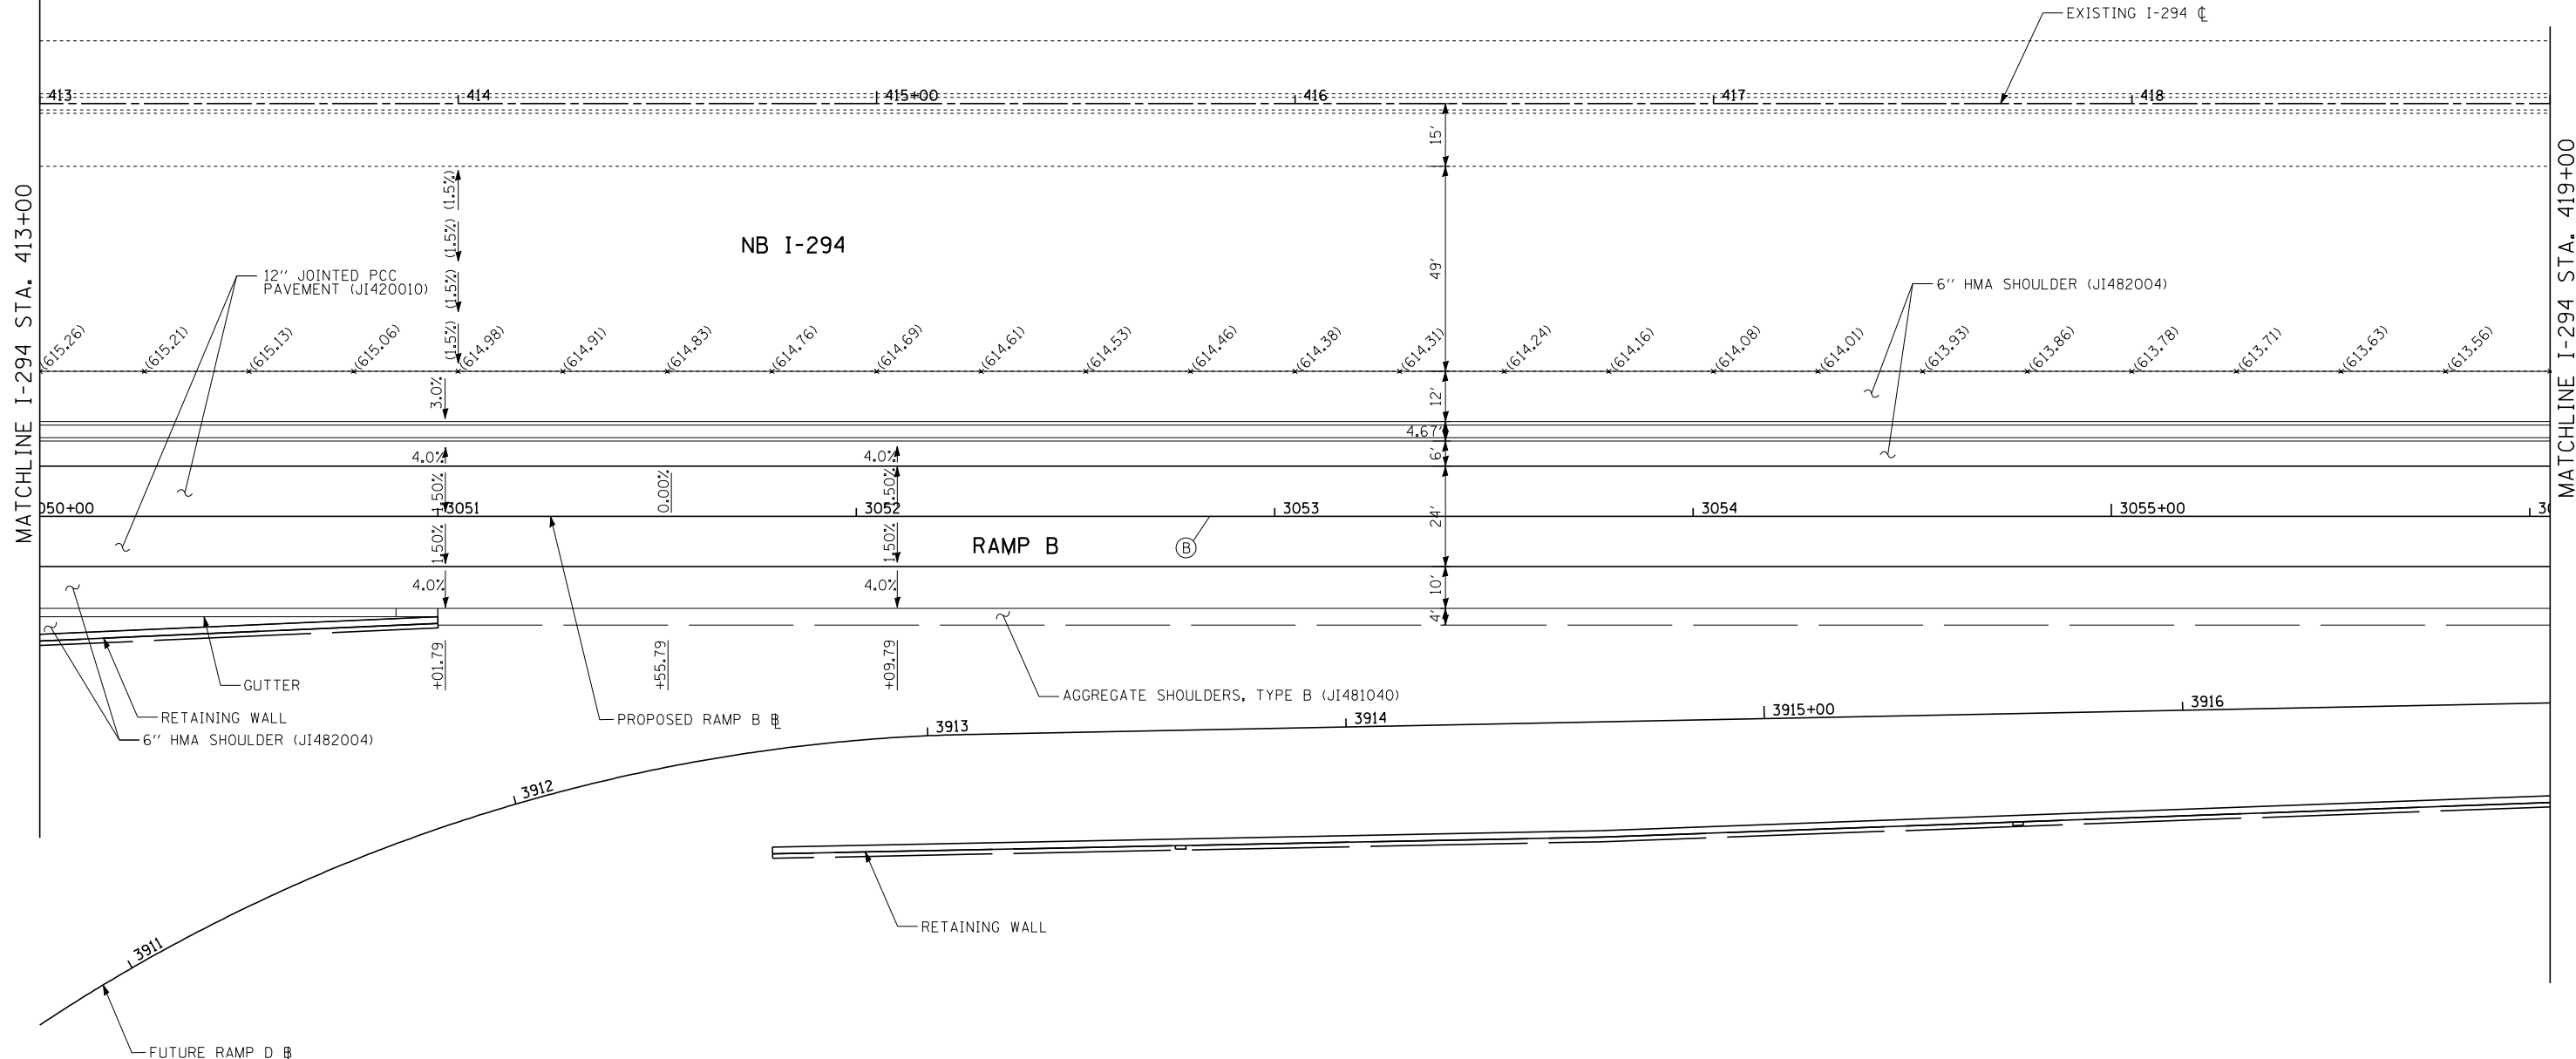 EXISTING I-294 ℄
413 414 415+00 416 417 418
15'
MATCHLINE I-294 STA. 413+00
MATCHLINE I-294 STA. 419+00
(1.5%) (1.5%) (1.5%) (1.5%)
NB I-294
49'
12'' JOINTED PCC
PAVEMENT (JI420010)
6'' HMA SHOULDER (JI482004)
(615.26) (615.21) (615.13) (615.06) (614.98) (614.91) (614.83) (614.76) (614.69) (614.61) (614.53) (614.46) (614.38) (614.31) (614.24) (614.16) (614.08) (614.01) (613.93) (613.86) (613.78) (613.71) (613.63) (613.56)
3.0%
12'
4.67'
4.0% 4.0% 6'
1.50% 0.00% 1.50%
050+00 3051 3052 3053 3054 3055+00 30
24'
1.50% 1.50% RAMP B B
4.0% 4.0% 10'
4'
+01.79 +55.79 +09.79
GUTTER
AGGREGATE SHOULDERS, TYPE B (JI481040)
RETAINING WALL
PROPOSED RAMP B ⅊
6'' HMA SHOULDER (JI482004)
3911 3912 3913 3914 3915+00 3916
RETAINING WALL
FUTURE RAMP D ⅊